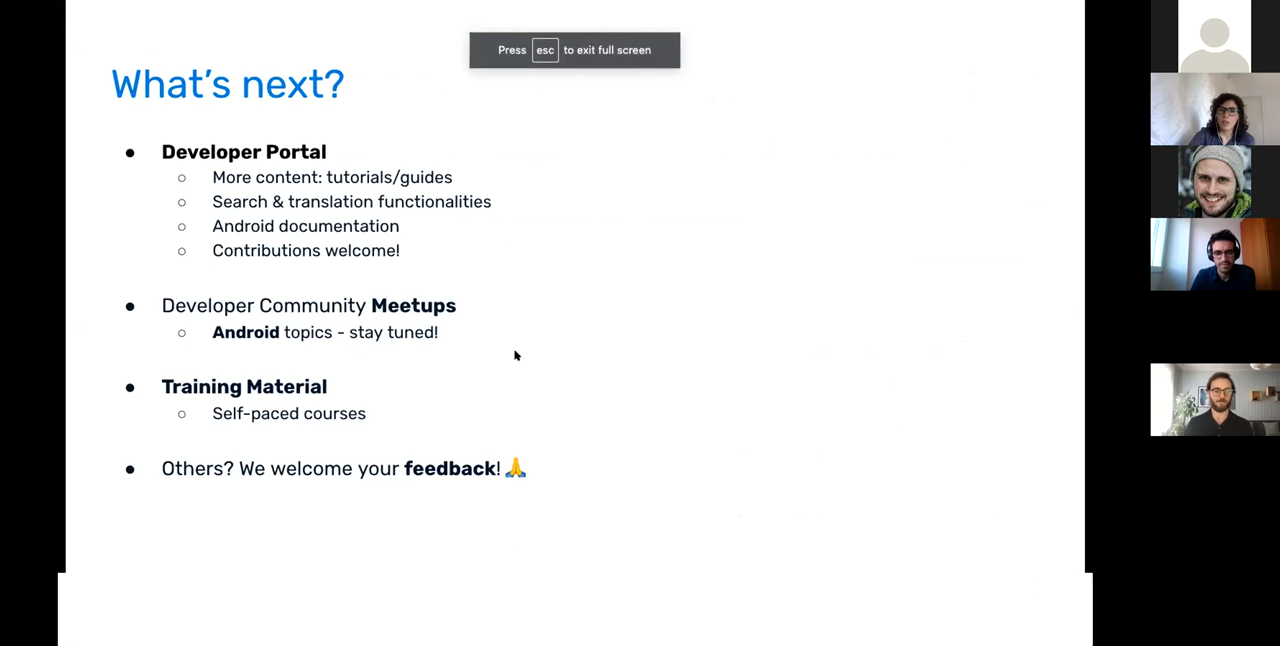 Press esc to exit full screen
What's next?
● Developer Portal
○ More content: tutorials/guides
○ Search & translation functionalities
○ Android documentation
○ Contributions welcome!
● Developer Community Meetups
○ Android topics - stay tuned!
● Training Material
○ Self-paced courses
● Others? We welcome your feedback! 🙏